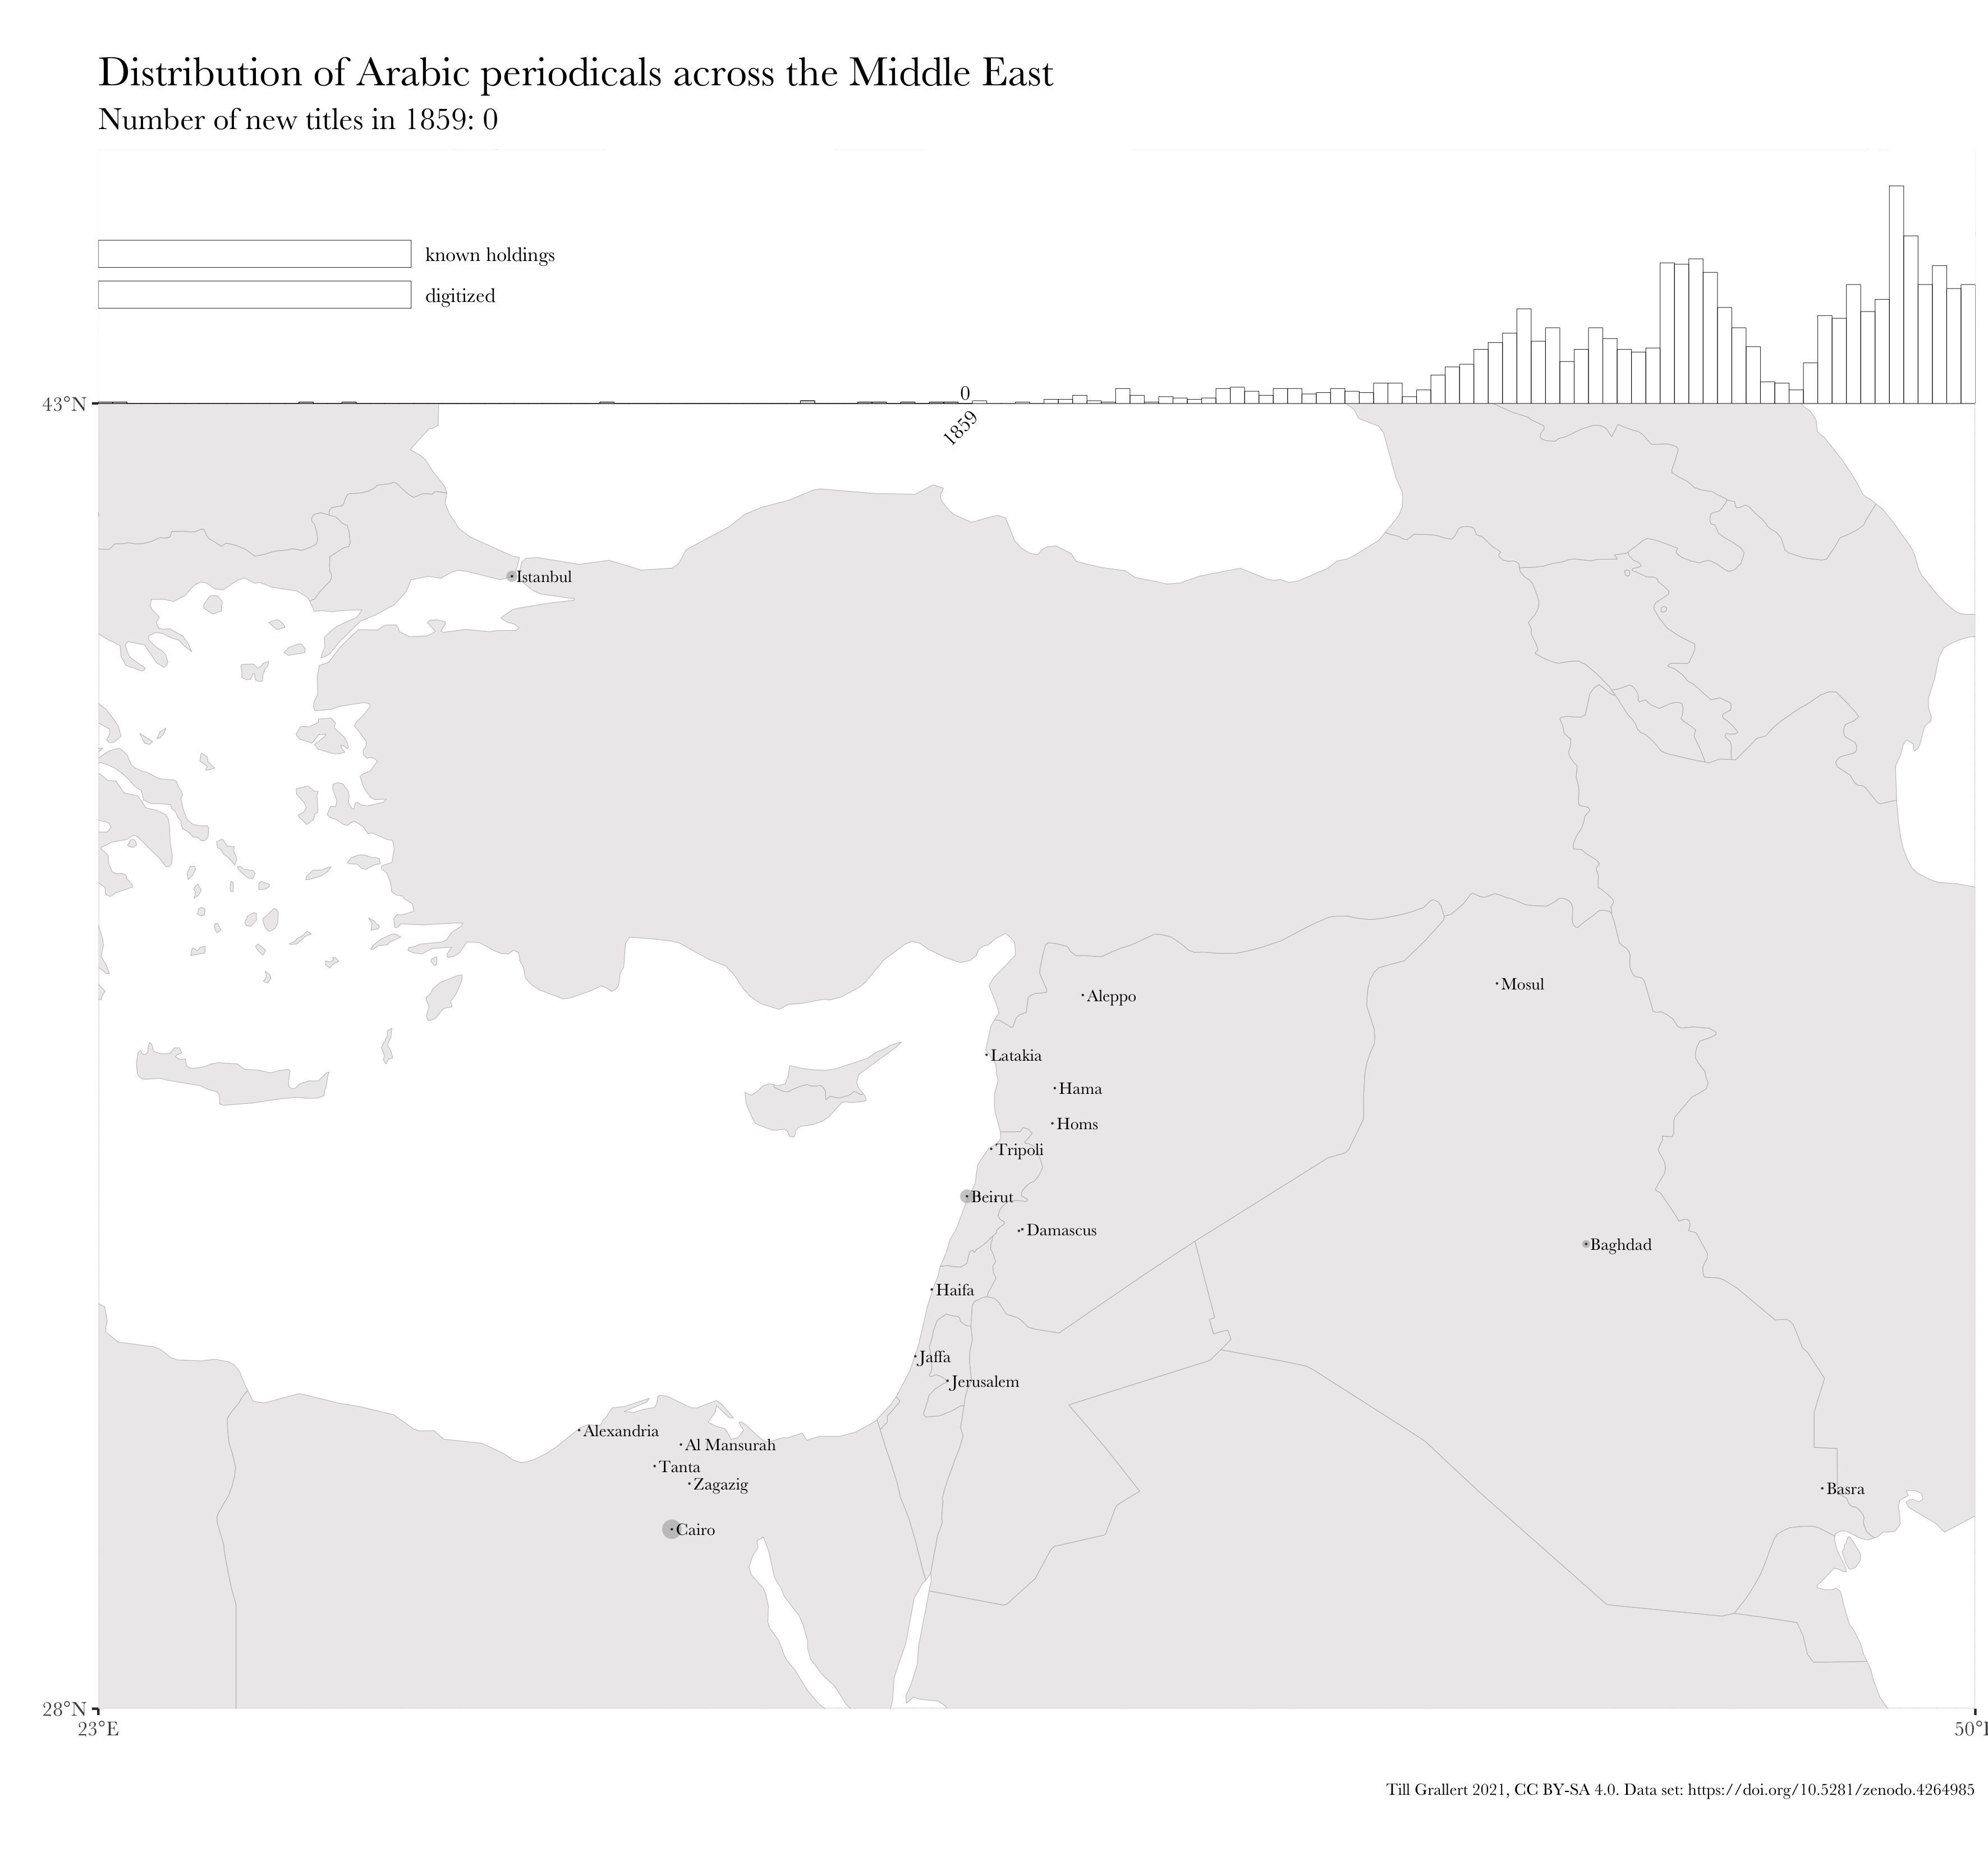 Distribution of Arabic periodicals across the Middle East
Number of new titles in 1859: 0
known holdings
digitized
0
43°N
1859
Istanbul
Mosul
Aleppo
Latakia
Hama
Homs
Tripoli
Beirut
Damascus
Baghdad
Haifa
Jaffa
Jerusalem
Alexandria
Al Mansurah
Tanta
Zagazig
Basra
Cairo
28°N
23°E
50°
Till Grallert 2021, CC BY-SA 4.0. Data set: https://doi.org/10.5281/zenodo.4264985